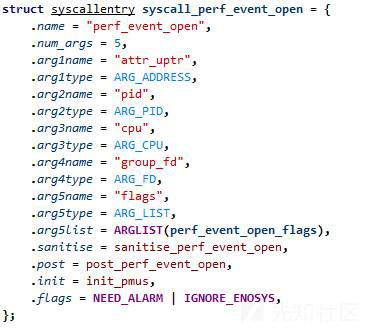 struct syscallentry syscall_perf_event_open = {
.name = "perf_event_open",
.num_args = 5,
.arg1name = "attr_uptr",
.arg1type = ARG_ADDRESS,
.arg2name = "pid",
.arg2type = ARG_PID,
.arg3name = "cpu",
.arg3type = ARG_CPU,
.arg4name = "group_fd",
.arg4type = ARG_FD,
.arg5name = "flags",
.arg5type = ARG_LIST,
.arg5list = ARGLIST(perf_event_open_flags),
.sanitise = sanitise_perf_event_open,
.post = post_perf_event_open,
.init = init_pmus,
.flags = NEED_ALARM | IGNORE_ENOSYS,
};
先知社区